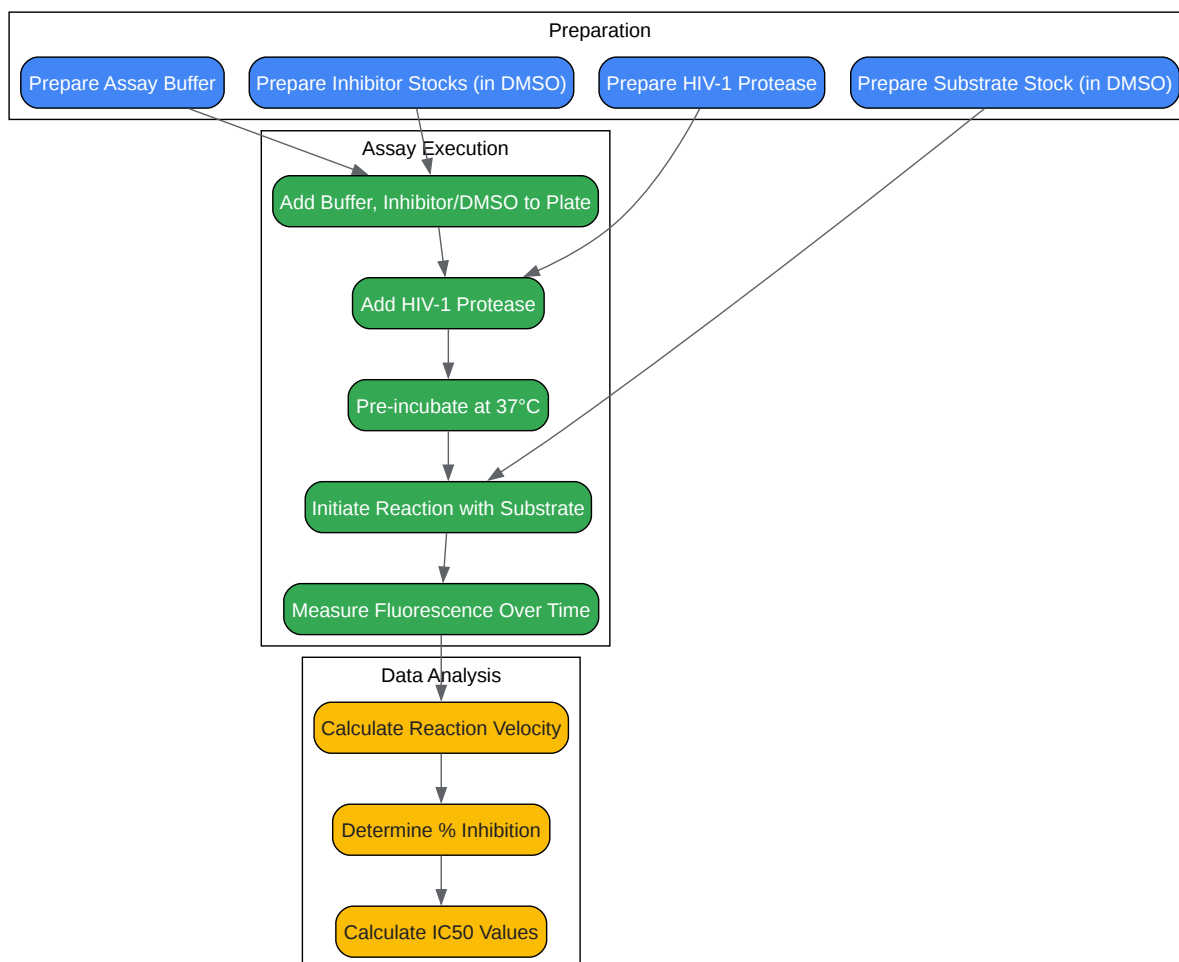 Preparation
Prepare Assay Buffer
Prepare Inhibitor Stocks (in DMSO)
Prepare HIV-1 Protease
Prepare Substrate Stock (in DMSO)
Assay Execution
Add Buffer, Inhibitor/DMSO to Plate
Add HIV-1 Protease
Pre-incubate at 37°C
Initiate Reaction with Substrate
Measure Fluorescence Over Time
Data Analysis
Calculate Reaction Velocity
Determine % Inhibition
Calculate IC50 Values